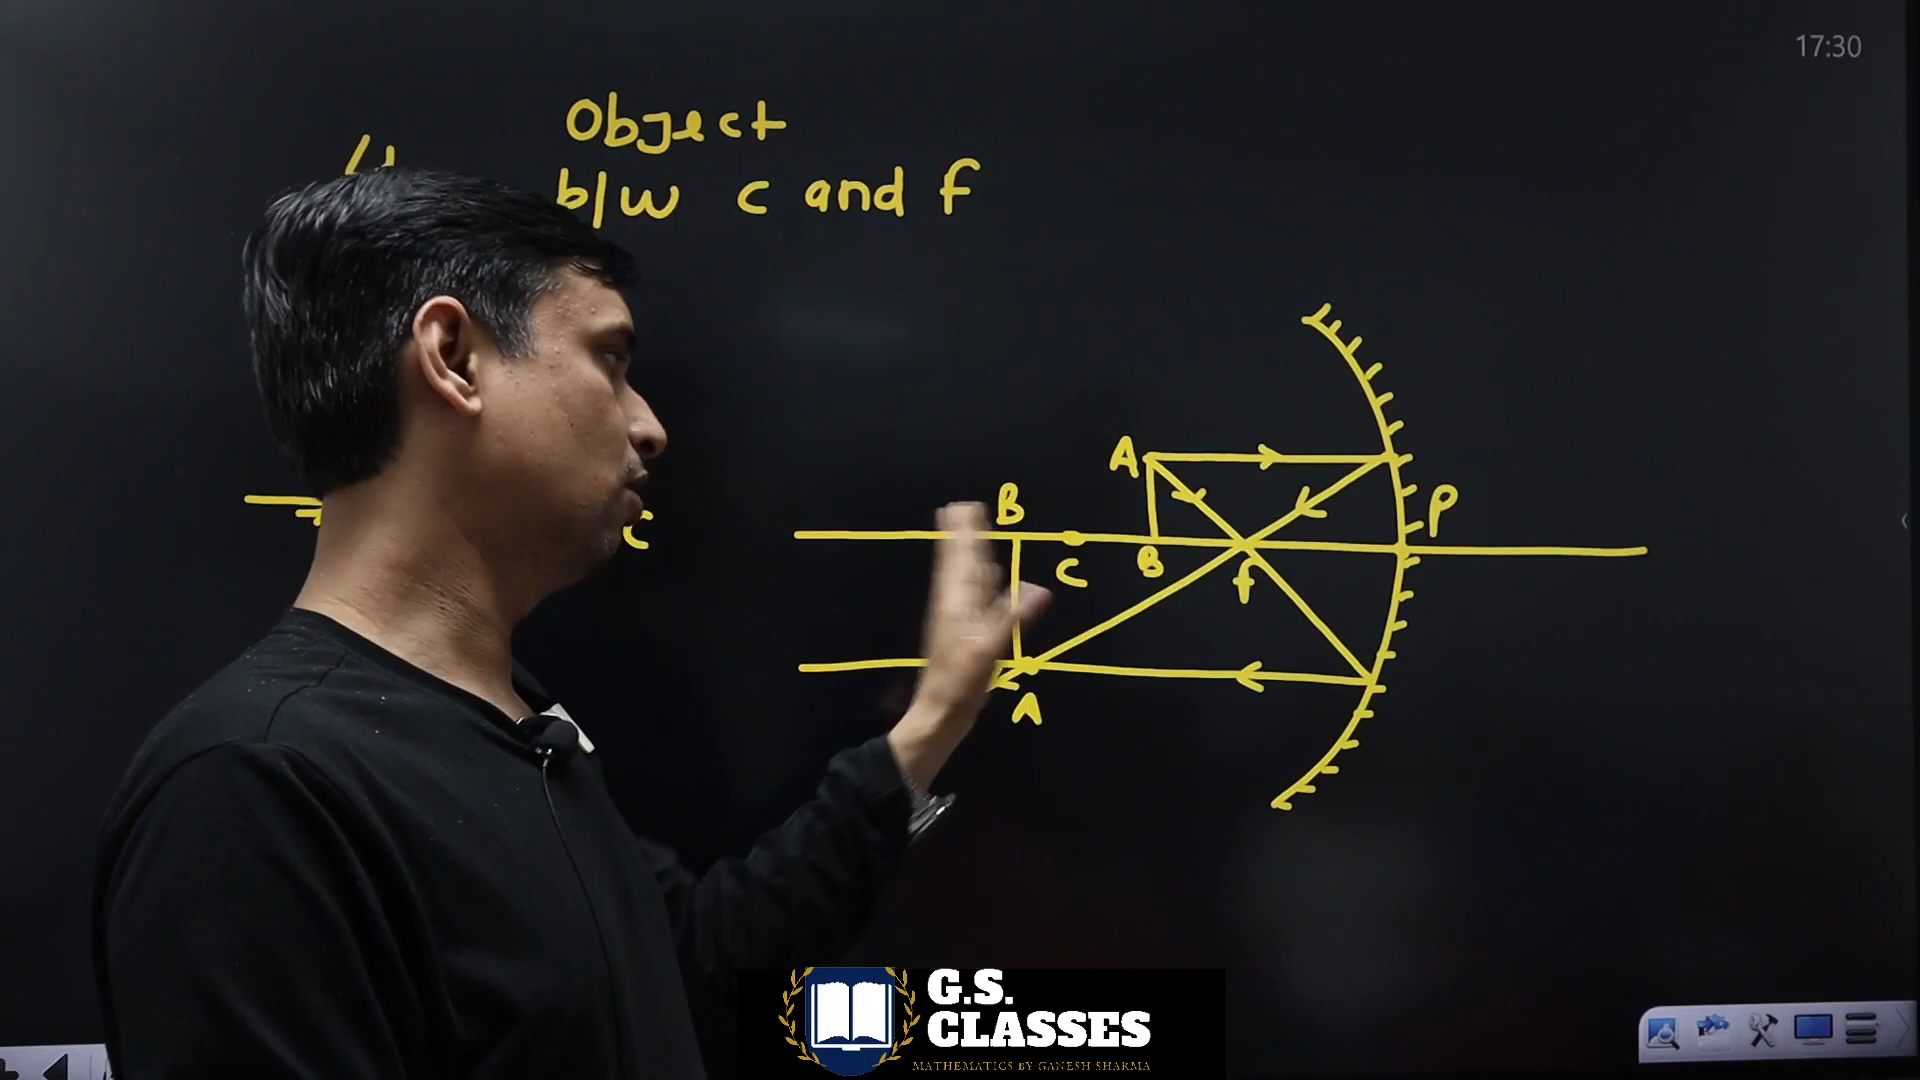 17:30
Object
b/w c and f
A
B
P
C
C
B
f
A
G.S.
CLASSES
MATHEMATICS BY GANESH SHARMA